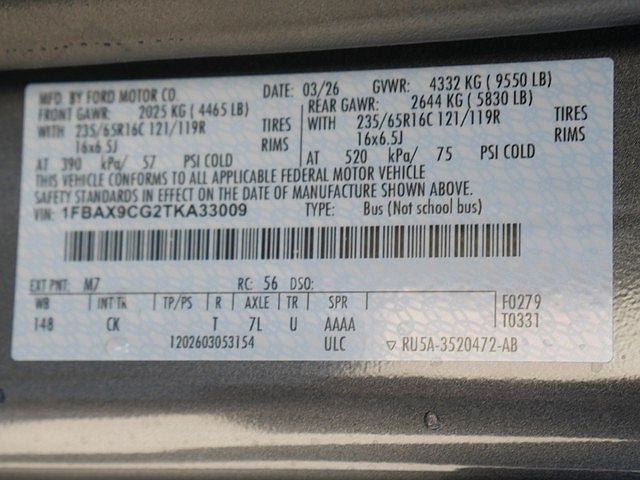 MFD. BY FORD MOTOR CO. DATE: 03/26 GVWR: 4332 KG ( 9550 LB)
FRONT GAWR: 2025 KG ( 4465 LB) REAR GAWR: 2644 KG ( 5830 LB)
WITH 235/65R16C 121/119R TIRES WITH 235/65R16C 121/119R TIRES
16x6.5J RIMS 16x6.5J RIMS
AT 390 kPa/ 57 PSI COLD AT 520 kPa/ 75 PSI COLD
THIS VEHICLE CONFORMS TO ALL APPLICABLE FEDERAL MOTOR VEHICLE
SAFETY STANDARDS IN EFFECT ON THE DATE OF MANUFACTURE SHOWN ABOVE.
VIN: 1FBAX9CG2TKA33009 TYPE: Bus (Not school bus)
EXT PNT: M7 RC: 56 DSO:
WB INT TR TP/PS R AXLE TR SPR F0279
148 CK T 7L U AAAA T0331
1202603053154 ULC ▽ RU5A-3520472-AB